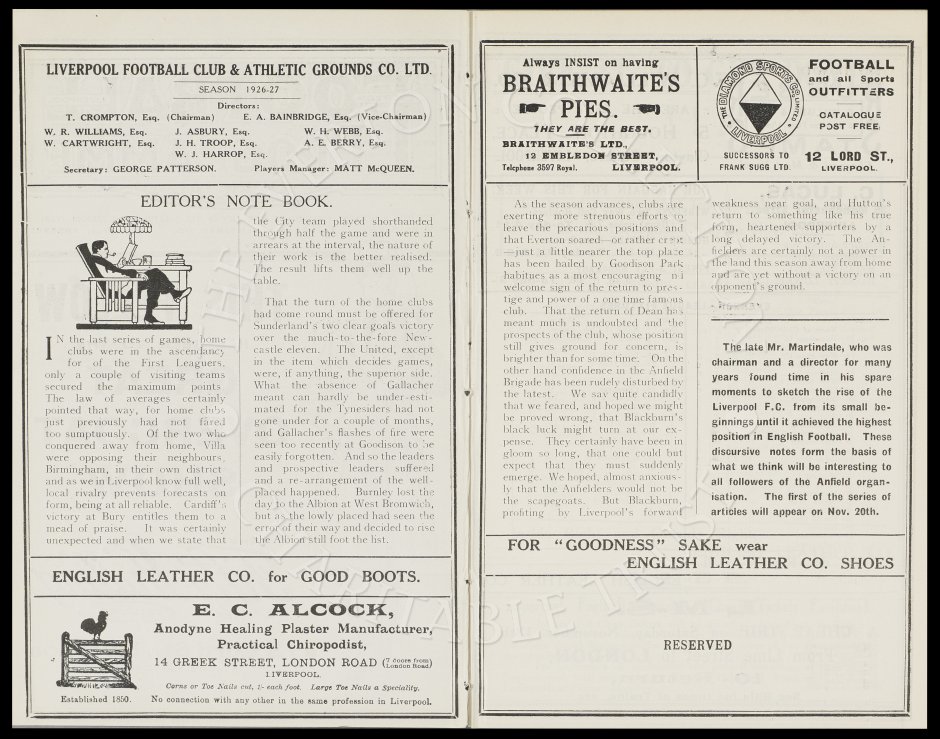 LIVERPOOL FOOTBALL CLUB & ATHLETIC GROUNDS CO. LTD.
SEASON 1926-27
Directors:
T. CROMPTON, Esq. (Chairman) E. A. BAINBRIDGE, Esq. (Vice-Chairman)
W. R. WILLIAMS, Esq. J. ASBURY, Esq. W. H. WEBB, Esq.
W. CARTWRIGHT, Esq. J. H. TROOP, Esq. A. E. BERRY, Esq.
W. J. HARROP, Esq.
Secretary: GEORGE PATTERSON. Players Manager: MATT McQUEEN.
EDITOR'S NOTE BOOK.
IN the last series of games, home
clubs were in the ascendancy
for of the First Leaguers,
only a couple of visiting teams
secured the maximum points
The law of averages certainly
pointed that way, for home clubs
just previously had not fared
too sumptuously. Of the two who
conquered away from home, Villa
were opposing their neighbours,
Birmingham, in their own district
and as we in Liverpool know full well,
local rivalry prevents forecasts on
form, being at all reliable. Cardiff's
victory at Bury entitles them to a
mead of praise. It was certainly
unexpected and when we state that
the City team played shorthanded
through half the game and were in
arrears at the interval, the nature of
their work is the better realised.
The result lifts them well up the
table.
That the turn of the home clubs
had come round must be offered for
Sunderland's two clear goals victory
over the much-to-the-fore New-
castle eleven. The United, except
in the item which decides games,
were, if anything, the superior side.
What the absence of Gallacher
meant can hardly be under-esti-
mated for the Tynesiders had not
gone under for a couple of months,
and Gallacher's flashes of fire were
seen too recently at Goodison to be
easily forgotten. And so the leaders
and prospective leaders suffered
and a re-arrangement of the well-
placed happened. Burnley lost the
day to the Albion at West Bromwich,
but as the lowly placed had seen the
error of their way and decided to rise
the Albion still foot the list.
ENGLISH LEATHER CO. for GOOD BOOTS.
E. C. ALCOCK,
Anodyne Healing Plaster Manufacturer,
Practical Chiropodist,
14 GREEK STREET, LONDON ROAD (7 doors from London Road)
LIVERPOOL.
Corns or Toe Nails cut, 1/- each foot. Large Toe Nails a Speciality.
Established 1850. No connection with any other in the same profession in Liverpool.
Always INSIST on having
BRAITHWAITE'S
PIES.
THEY ARE THE BEST.
BRAITHWAITE'S LTD.,
13 EMBLEDON STREET,
Telephone 3597 Royal. LIVERPOOL.
THE DIAMOND SPORTS CO. LIMITED
LIVERPOOL
SUCCESSORS TO
FRANK SUGG LTD.
FOOTBALL
and all Sports
OUTFITTERS
CATALOGUE
POST FREE.
12 LORD ST.,
LIVERPOOL.
As the season advances, clubs are
exerting more strenuous efforts to
leave the precarious positions and
that Everton soared—or rather crept
—just a little nearer the top place
has been hailed by Goodison Park
habitues as a most encouraging and
welcome sign of the return to pres-
tige and power of a one time famous
club. That the return of Dean has
meant much is undoubted and the
prospects of the club, whose position
still gives ground for concern, is
brighter than for some time. On the
other hand confidence in the Anfield
Brigade has been rudely disturbed by
the latest. We say quite candidly
that we feared, and hoped we might
be proved wrong, that Blackburn's
black luck might turn at our ex-
pense. They certainly have been in
gloom so long, that one could but
expect that they must suddenly
emerge. We hoped, almost anxious-
ly that the Anfielders would not be
the scapegoats. But Blackburn,
profiting by Liverpool's forward
weakness near goal, and Hutton's
return to something like his true
form, heartened supporters by a
long delayed victory. The An-
fielders are certainly not a power in
the land this season away from home
and are yet without a victory on an
opponent's ground.
The late Mr. Martindale, who was
chairman and a director for many
years found time in his spare
moments to sketch the rise of the
Liverpool F.C. from its small be-
ginnings until it achieved the highest
position in English Football. These
discursive notes form the basis of
what we think will be interesting to
all followers of the Anfield organ-
isation. The first of the series of
articles will appear on Nov. 20th.
FOR "GOODNESS" SAKE wear
ENGLISH LEATHER CO. SHOES
RESERVED